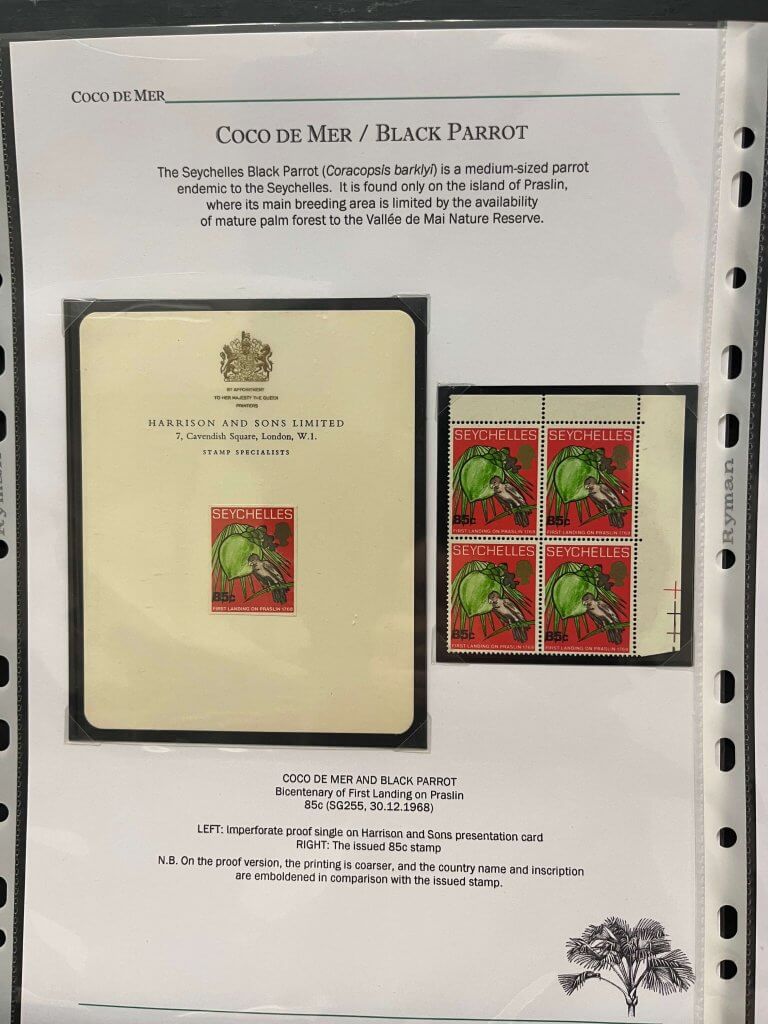 COCO DE MER
COCO DE MER / BLACK PARROT
The Seychelles Black Parrot (Coracopsis barklyi) is a medium-sized parrot
endemic to the Seychelles. It is found only on the island of Praslin,
where its main breeding area is limited by the availability
of mature palm forest to the Vallée de Mai Nature Reserve.
BY APPOINTMENT
TO HER MAJESTY THE QUEEN
PRINTERS
HARRISON AND SONS LIMITED
7, Cavendish Square, London, W.1.
STAMP SPECIALISTS
SEYCHELLES
85c
FIRST LANDING ON PRASLIN 1768
SEYCHELLES
85c
FIRST LANDING ON PRASLIN 1768
SEYCHELLES
85c
FIRST LANDING ON PRASLIN 1768
SEYCHELLES
85c
FIRST LANDING ON PRASLIN 1768
SEYCHELLES
85c
FIRST LANDING ON PRASLIN 1768
Ryman
COCO DE MER AND BLACK PARROT
Bicentenary of First Landing on Praslin
85c (SG255, 30.12.1968)
LEFT: Imperforate proof single on Harrison and Sons presentation card
RIGHT: The issued 85c stamp
N.B. On the proof version, the printing is coarser, and the country name and inscription
are emboldened in comparison with the issued stamp.